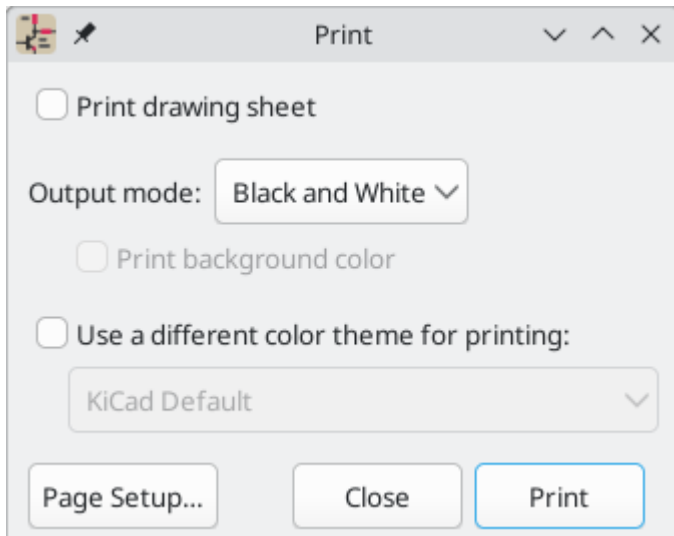 Print
Print drawing sheet
Output mode: Black and White
Print background color
Use a different color theme for printing:
KiCad Default
Page Setup... Close Print